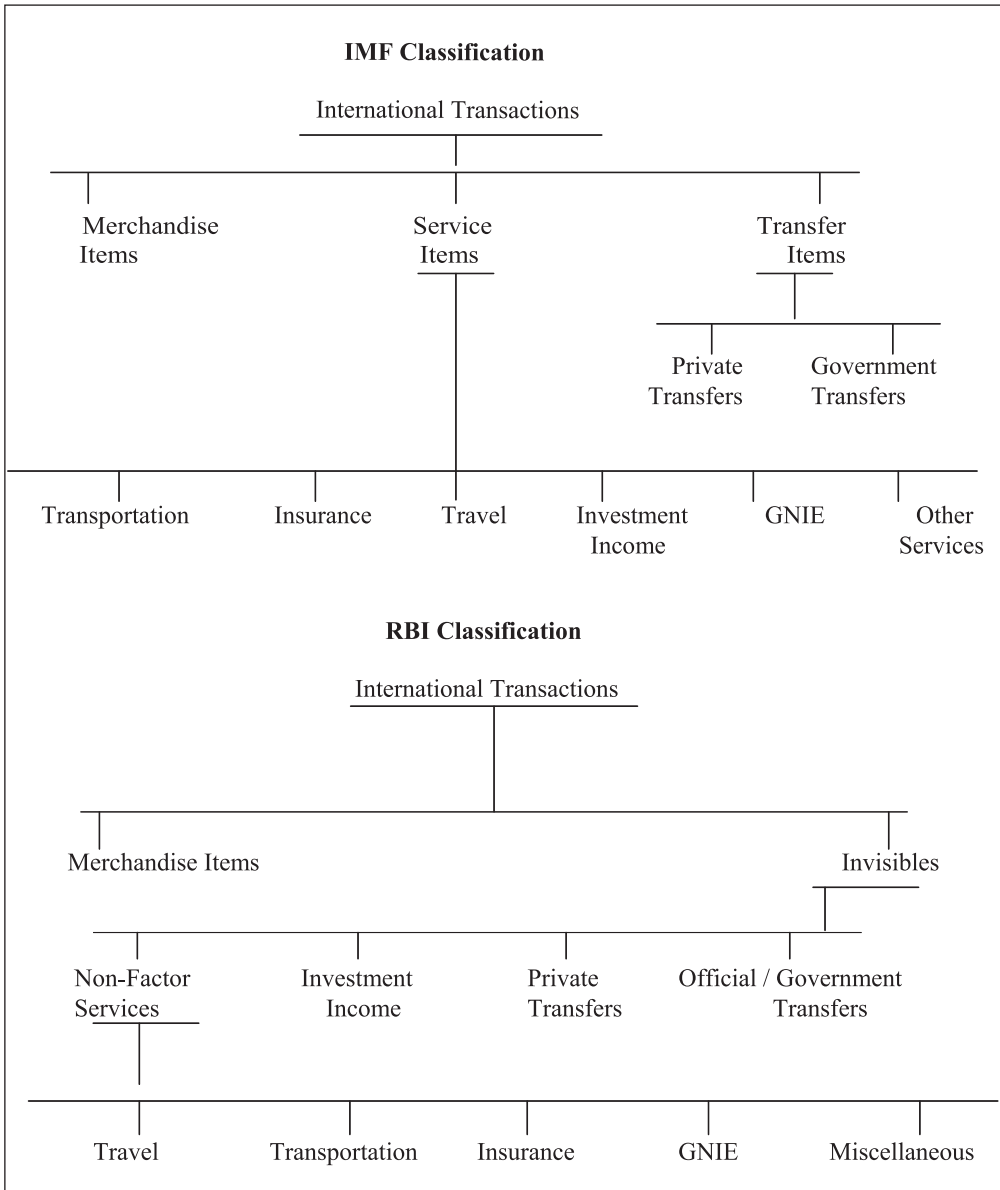 IMF Classification
International Transactions
Merchandise Items
Service Items
Transfer Items
Private Transfers
Government Transfers
Transportation
Insurance
Travel
Investment Income
GNIE
Other Services
RBI Classification
International Transactions
Merchandise Items
Invisibles
Non-Factor Services
Investment Income
Private Transfers
Official / Government Transfers
Travel
Transportation
Insurance
GNIE
Miscellaneous